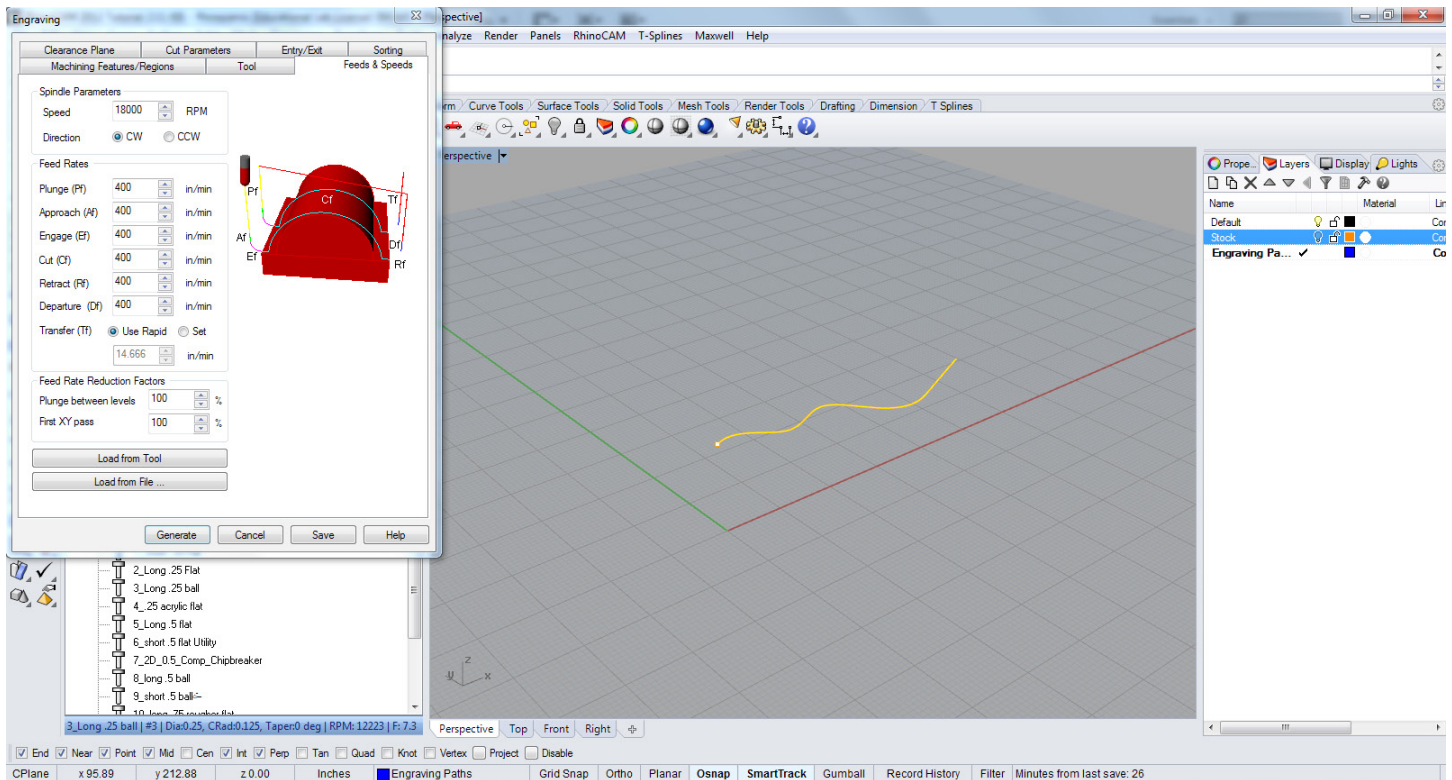 Engraving
Perspective]
Clearance Plane Cut Parameters Entry/Exit Sorting
Machining Features/Regions Tool Feeds & Speeds
Spindle Parameters
Speed 18000 RPM
Direction CW CCW
Feed Rates
Plunge (Pf) 400 in/min
Approach (Af) 400 in/min
Engage (Ef) 400 in/min
Cut (Cf) 400 in/min
Retract (Rf) 400 in/min
Departure (Df) 400 in/min
Transfer (Tf) Use Rapid Set
14.666 in/min
Feed Rate Reduction Factors
Plunge between levels 100 %
First XY pass 100 %
Load from Tool
Load from File ...
Generate Cancel Save Help
Pf
Cf
Tf
Af
Df
Ef
Rf
nalyze Render Panels RhinoCAM T-Splines Maxwell Help
rm Curve Tools Surface Tools Solid Tools Mesh Tools Render Tools Drafting Dimension T Splines
erspective
Prope... Layers Display Lights
Name Material Lin
Default Con
Stock Con
Engraving Pa... Co
2_Long .25 Flat
3_Long .25 ball
4_.25 acrylic flat
5_Long .5 flat
6_short .5 flat Utility
7_2D_0.5_Comp_Chipbreaker
8_long .5 ball
9_short .5 ball
10_long .75 rougher flat
3_Long .25 ball | #3 | Dia:0.25, CRad:0.125, Taper:0 deg | RPM: 12223 | F: 7.3
z
y
x
Perspective Top Front Right
End Near Point Mid Cen Int Perp Tan Quad Knot Vertex Project Disable
CPlane x 95.89 y 212.88 z 0.00 Inches Engraving Paths Grid Snap Ortho Planar Osnap SmartTrack Gumball Record History Filter Minutes from last save: 26